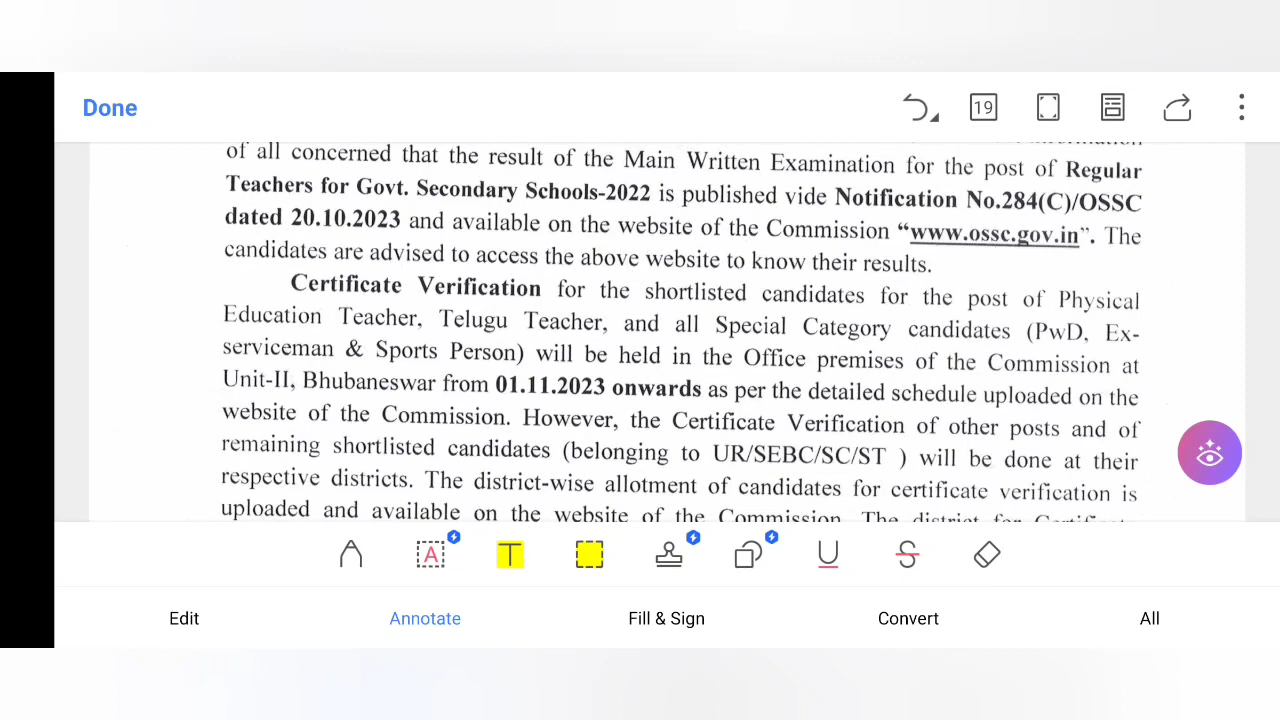 Done
19
of all concerned that the result of the Main Written Examination for the post of Regular
Teachers for Govt. Secondary Schools-2022 is published vide Notification No.284(C)/OSSC
dated 20.10.2023 and available on the website of the Commission “www.ossc.gov.in”. The
candidates are advised to access the above website to know their results.
Certificate Verification for the shortlisted candidates for the post of Physical
Education Teacher, Telugu Teacher, and all Special Category candidates (PwD, Ex-
serviceman & Sports Person) will be held in the Office premises of the Commission at
Unit-II, Bhubaneswar from 01.11.2023 onwards as per the detailed schedule uploaded on the
website of the Commission. However, the Certificate Verification of other posts and of
remaining shortlisted candidates (belonging to UR/SEBC/SC/ST ) will be done at their
respective districts. The district-wise allotment of candidates for certificate verification is
uploaded and available on the website of the Commission. The district for Certificate
A T U S
Edit Annotate Fill & Sign Convert All